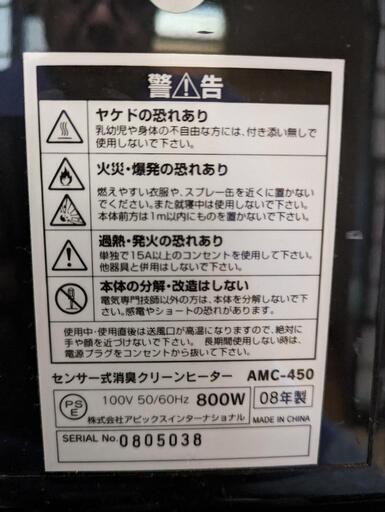 警告
ヤケドの恐れあり
乳幼児や身体の不自由な方には、付き添い無しで
使用しないで下さい。
火災・爆発の恐れあり
燃えやすい衣服や、スプレー缶を近くに置かない
でください。また就寝中は使用しないで下さい。
本体前方は1m以内にものを置かないで下さい。
過熱・発火の恐れあり
単独で15A以上のコンセントを使用して下さい。
他器具と併用はしないで下さい。
本体の分解・改造はしない
電気専門技師以外の方は、本体を分解しないで下
さい。感電やショートの恐れがあります。
使用中・使用直後は送風口が高温になりますので、絶対に
手や顔を近づけないで下さい。長期間使用しない時は、
電源プラグをコンセントから抜いて下さい。
センサー式消臭クリーンヒーター AMC-450
PSE 100V 50/60Hz 800W 08年製
株式会社アピックスインターナショナル MADE IN CHINA
SERIAL No. 0805038